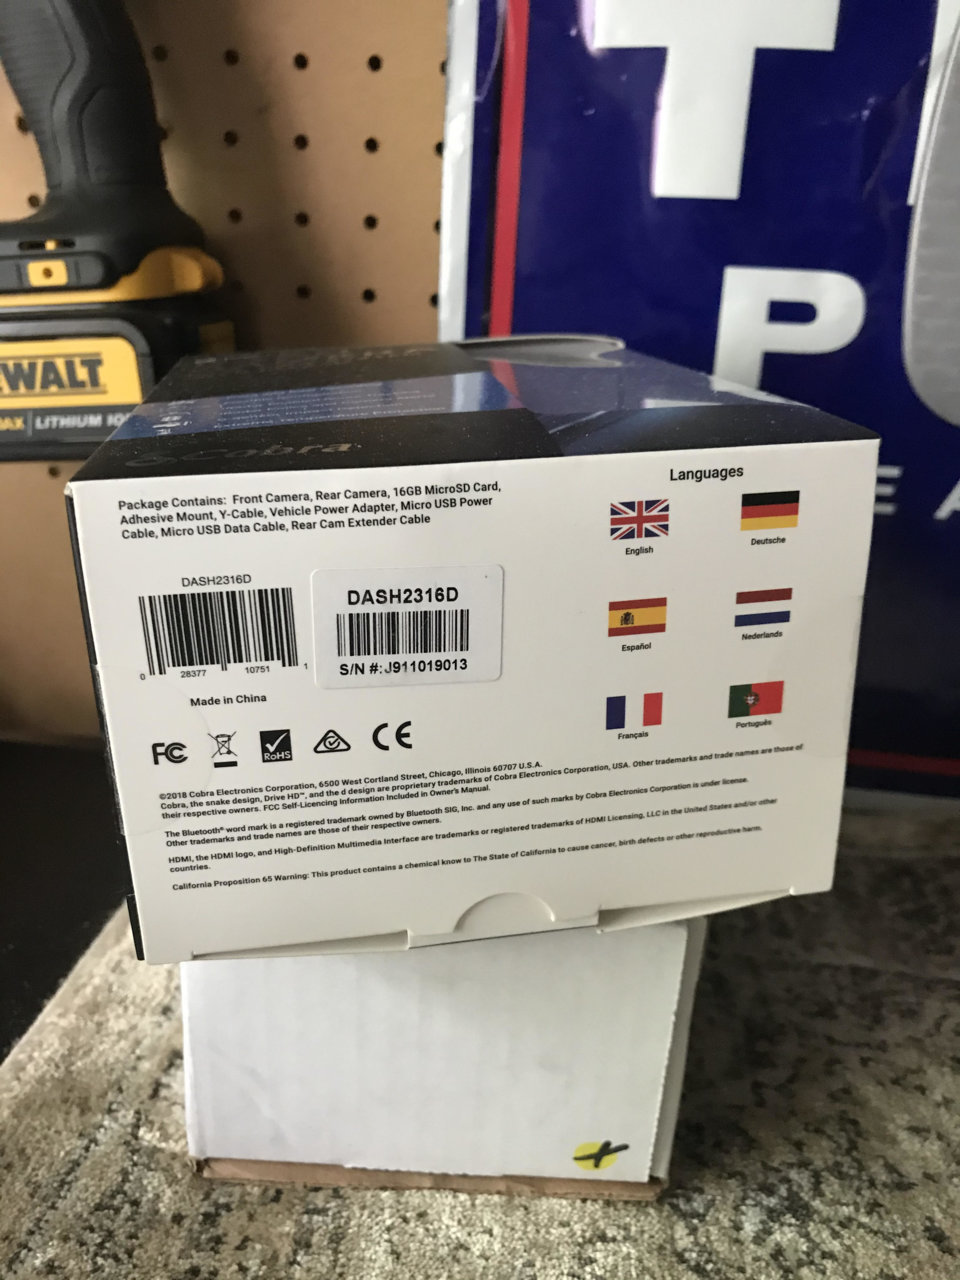 T
P
E A
EWALT
MAX LITHIUM IO
Cobra
Package Contains: Front Camera, Rear Camera, 16GB MicroSD Card,
Adhesive Mount, Y-Cable, Vehicle Power Adapter, Micro USB Power
Cable, Micro USB Data Cable, Rear Cam Extender Cable
Languages
English
Deutsche
Español
Nederlands
Français
Português
DASH2316D
0 28377 10751 1
DASH2316D
S/N #:J911019013
Made in China
FC
RoHS
CE
©2018 Cobra Electronics Corporation, 6500 West Cortland Street, Chicago, Illinois 60707 U.S.A.
Cobra, the snake design, Drive HD™, and the d design are proprietary trademarks of Cobra Electronics Corporation, USA. Other trademarks and trade names are those of
their respective owners. FCC Self-Licencing Information Included in Owner's Manual.
The Bluetooth® word mark is a registered trademark owned by Bluetooth SIG, Inc. and any use of such marks by Cobra Electronics Corporation is under license.
Other trademarks and trade names are those of their respective owners.
HDMI, the HDMI logo, and High-Definition Multimedia Interface are trademarks or registered trademarks of HDMI Licensing, LLC in the United States and/or other
countries.
California Proposition 65 Warning: This product contains a chemical know to The State of California to cause cancer, birth defects or other reproductive harm.